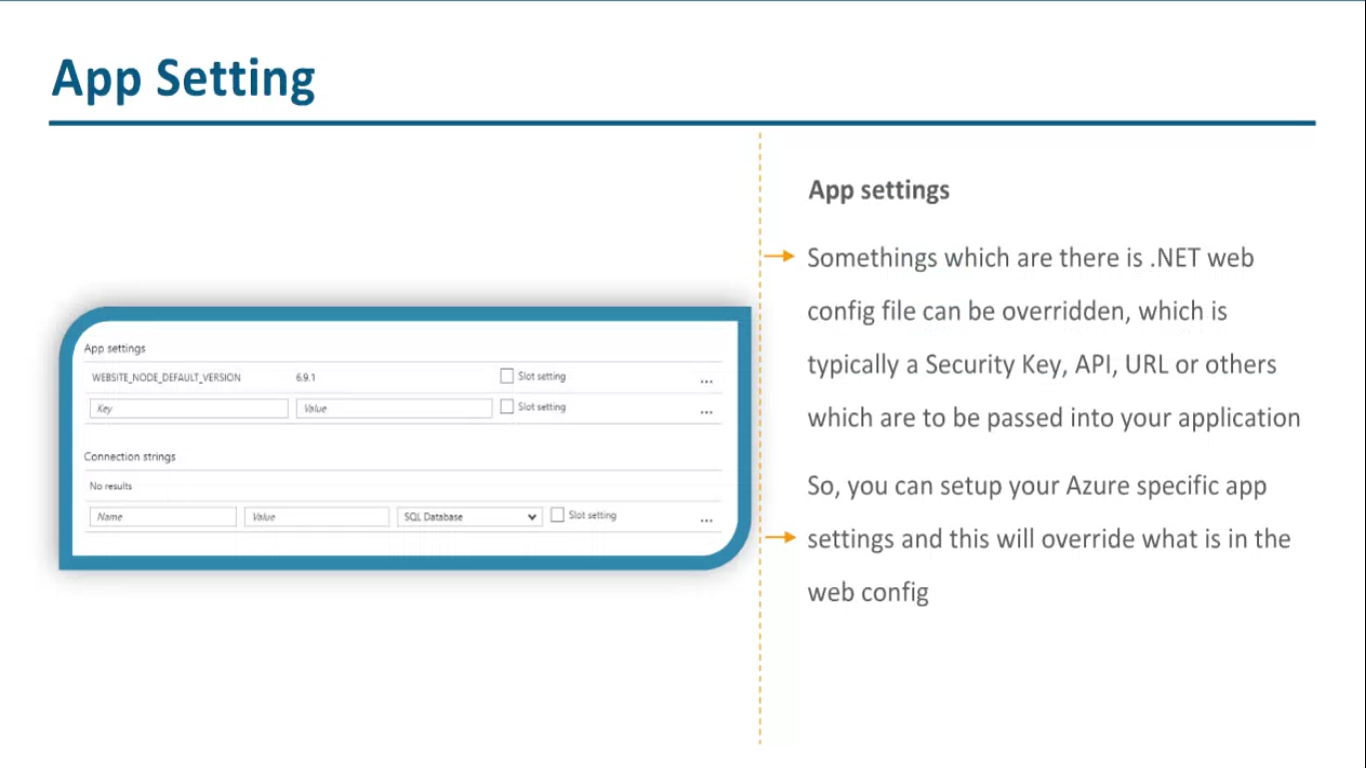 App Setting
App settings
WEBSITE_NODE_DEFAULT_VERSION 6.9.1 Slot setting ...
Key Value Slot setting ...
Connection strings
No results
Name Value SQL Database Slot setting ...
App settings
Somethings which are there is .NET web
config file can be overridden, which is
typically a Security Key, API, URL or others
which are to be passed into your application
So, you can setup your Azure specific app
settings and this will override what is in the
web config